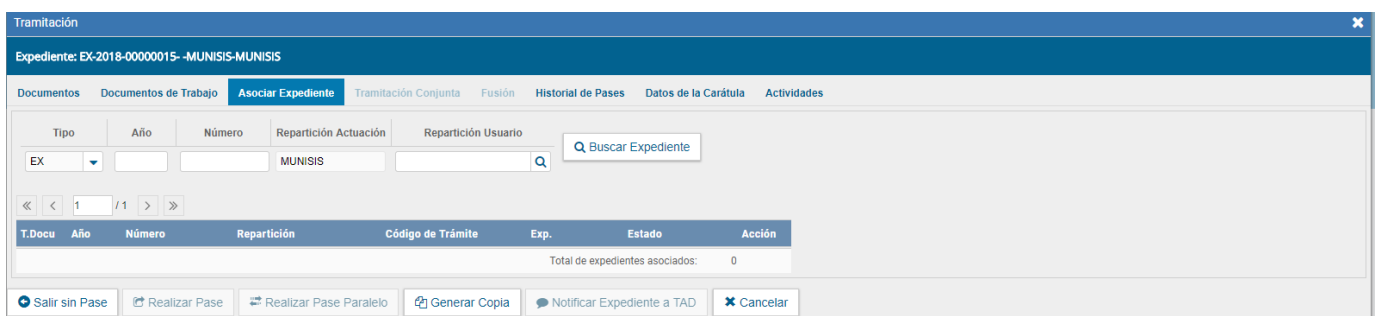 Tramitación
Expediente: EX-2018-00000015- -MUNISIS-MUNISIS
Documentos Documentos de Trabajo Asociar Expediente Tramitación Conjunta Fusión Historial de Pases Datos de la Carátula Actividades
Tipo Año Número Repartición Actuación Repartición Usuario
Buscar Expediente
EX MUNISIS
1 / 1
T.Docu Año Número Repartición Código de Trámite Exp. Estado Acción
Total de expedientes asociados: 0
Salir sin Pase Realizar Pase Realizar Pase Paralelo Generar Copia Notificar Expediente a TAD Cancelar